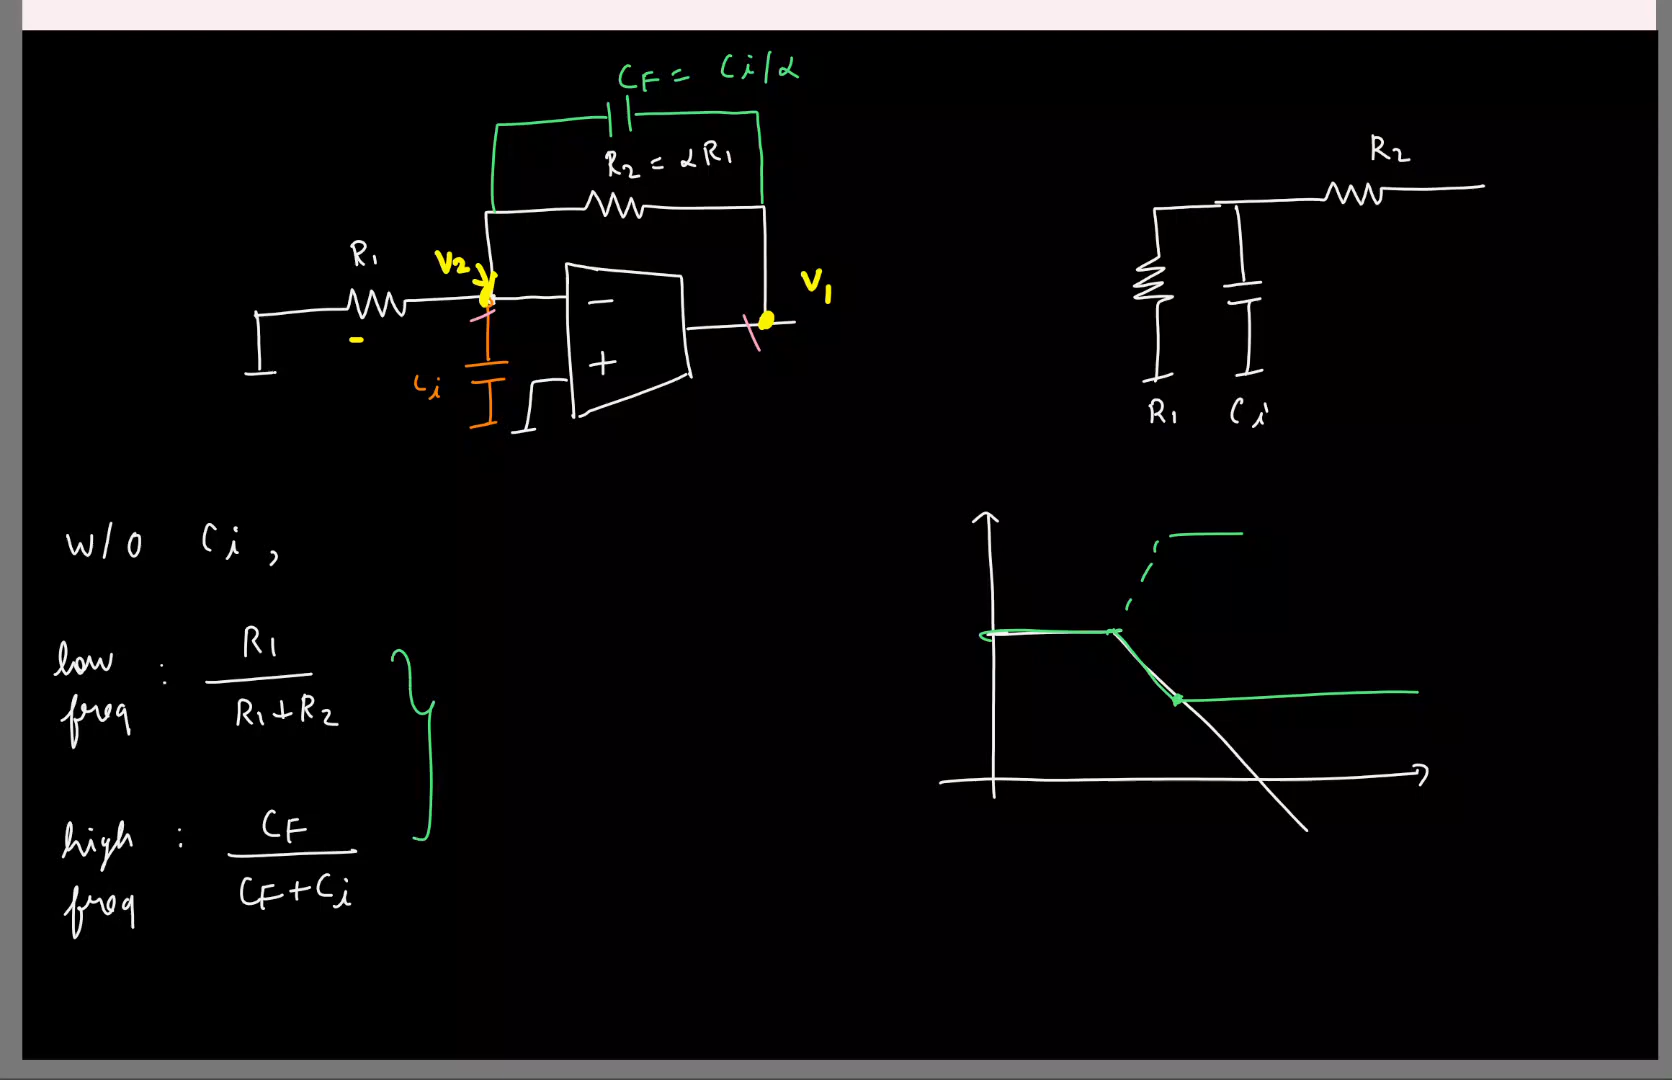 CF = Ci/α
R2 = αR1
R1
V2
V1
−
+
Ci
R2
R1 Ci
w/o Ci,
low freq : R1 / R1+R2
high freq : CF / CF+Ci